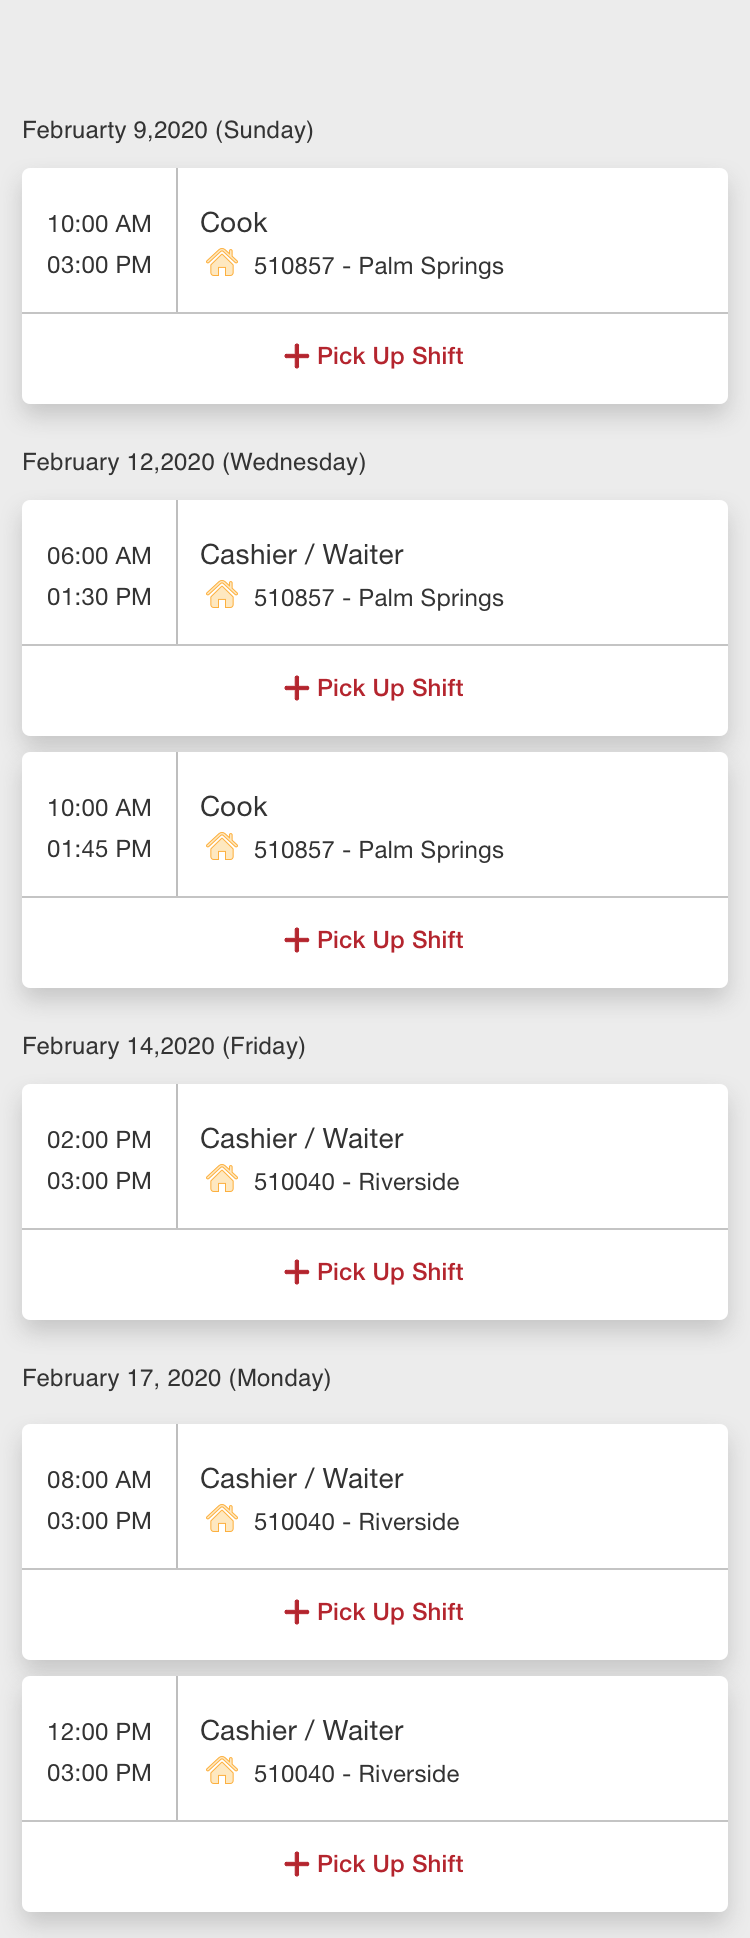 Februarty 9,2020 (Sunday)
10:00 AM
03:00 PM
Cook
510857 - Palm Springs
Pick Up Shift
February 12,2020 (Wednesday)
06:00 AM
01:30 PM
Cashier / Waiter
510857 - Palm Springs
Pick Up Shift
10:00 AM
01:45 PM
Cook
510857 - Palm Springs
Pick Up Shift
February 14,2020 (Friday)
02:00 PM
03:00 PM
Cashier / Waiter
510040 - Riverside
Pick Up Shift
February 17, 2020 (Monday)
08:00 AM
03:00 PM
Cashier / Waiter
510040 - Riverside
Pick Up Shift
12:00 PM
03:00 PM
Cashier / Waiter
510040 - Riverside
Pick Up Shift